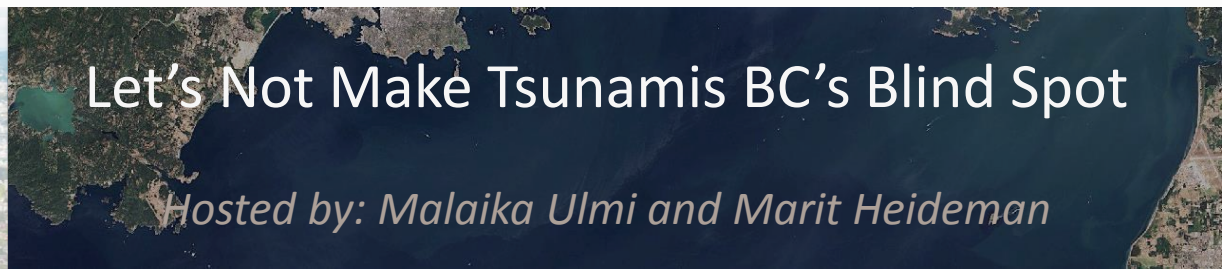 Let’s Not Make Tsunamis BC’s Blind Spot
Hosted by: Malaika Ulmi and Marit Heideman